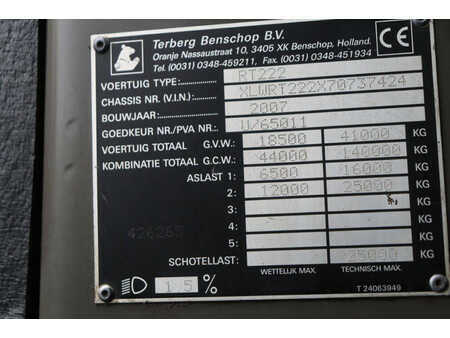 Terberg Benschop B.V.
Oranje Nassaustraat 10, 3405 XK Benschop, Holland.
Tel. (0031) 0348-459211, Fax. (0031) 0348-451934
CE
VOERTUIG TYPE: RT222
CHASSIS NR. (V.I.N.) : XLWRT222X70737424
BOUWJAAR: 2007
GOEDKEUR NR/PVA NR.: U/65011
VOERTUIG TOTAAL G.V.W.: 18500 41000 KG
KOMBINATIE TOTAAL G.C.W.: 44000 140000 KG
ASLAST 1: 6500 16000 KG
2: 12000 25000 KG
3: KG
4: KG
426265 5: KG
SCHOTELLAST: 25000 KG
15 % WETTELIJK MAX. TECHNISCH MAX.
T 24063949